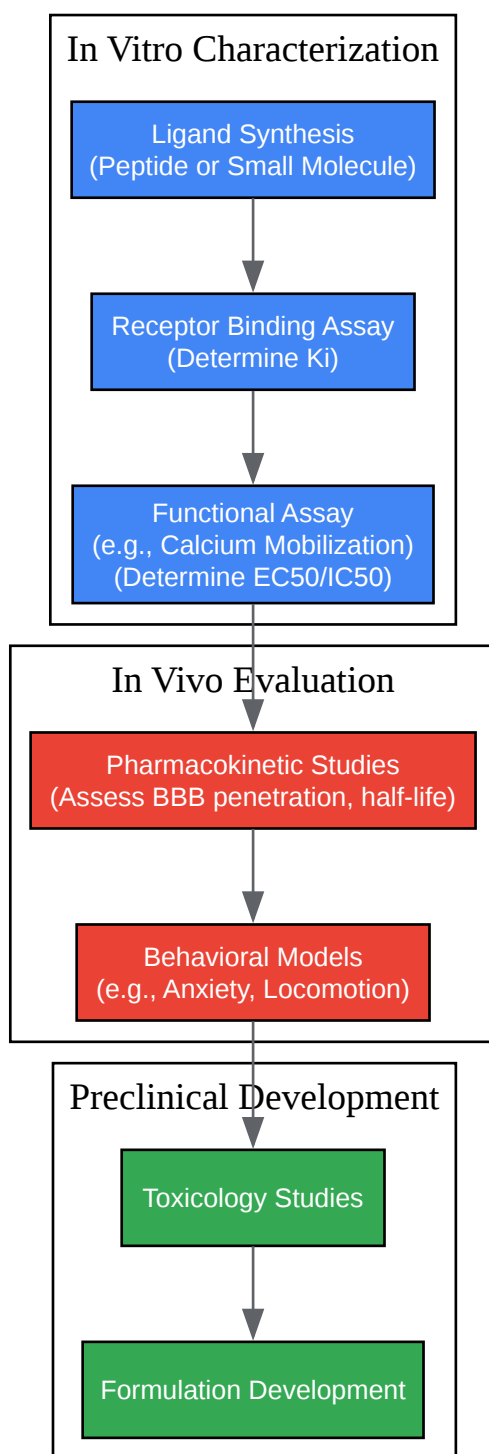 In Vitro Characterization
Ligand Synthesis
(Peptide or Small Molecule)
Receptor Binding Assay
(Determine Ki)
Functional Assay
(e.g., Calcium Mobilization)
(Determine EC50/IC50)
In Vivo Evaluation
Pharmacokinetic Studies
(Assess BBB penetration, half-life)
Behavioral Models
(e.g., Anxiety, Locomotion)
Preclinical Development
Toxicology Studies
Formulation Development